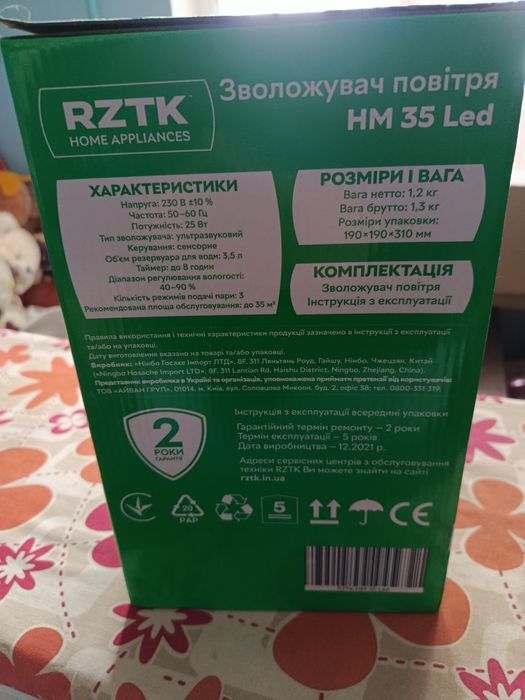 RZTK
HOME APPLIANCES
Зволожувач повітря
HM 35 Led
ХАРАКТЕРИСТИКИ
Напруга: 230 В ±10 %
Частота: 50–60 Гц
Потужність: 25 Вт
Тип зволожувача: ультразвуковий
Керування: сенсорне
Об'єм резервуара для води: 3,5 л
Таймер: до 8 годин
Діапазон регулювання вологості:
40–90 %
Кількість режимів подачі пари: 3
Рекомендована площа обслуговування: до 35 м²
РОЗМІРИ І ВАГА
Вага нетто: 1,2 кг
Вага брутто: 1,3 кг
Розміри упаковки:
190×190×310 мм
КОМПЛЕКТАЦІЯ
Зволожувач повітря
Інструкція з експлуатації
Правила використання і технічні характеристики продукції зазначено в інструкції з експлуатації
та/або на упаковці.
Дату виготовлення вказано на товарі та/або упаковці.
Виробник: «Нінбо Госаке Імпорт ЛТД», 8F, 311 Ляньтянь Роуд, Гайшу, Нінбо, Чжецзян, Китай
(«Ningbo Hosache Import LTD», 8F, 311 Lantian Rd, Haishu District, Ningbo, Zhejiang, China).
Представник виробника в Україні та організація, уповноважена приймати претензії від користувачів:
ТОВ «АЙВАН ГРУП», 01014, м. Київ, вул. Соловцова Миколи, буд. 2, офіс 38; тел. 0800-331-319.
2
РОКИ
ГАРАНТІЇ
Інструкція з експлуатації всередині упаковки
Гарантійний термін ремонту – 2 роки
Термін експлуатації – 5 років
Дата виробництва – 12.2021 р.
Адреси сервісних центрів з обслуговування
техніки RZTK Ви можете знайти на сайті
rztk.in.ua
20
PAP
5
CE